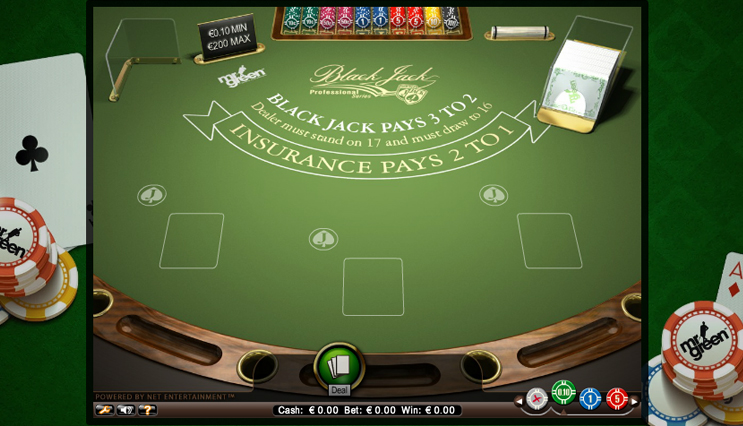 €0.10 MIN
€200 MAX
mr green
Black Jack
Professional Series
BLACK JACK PAYS 3 TO 2
Dealer must stand on 17 and must draw to 16
INSURANCE PAYS 2 TO 1
J
J
J
mr green
A
mr green
Deal
POWERED BY NET ENTERTAINMENT™
?
Cash: € 0.00 Bet: € 0.00 Win: € 0.00
0.10
1
5